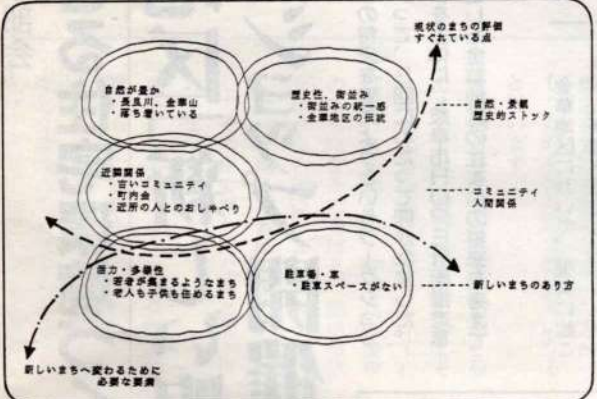 現状のまちの評価
すぐれている点
自然が豊か
・長良川、金華山
・落ち着いている
歴史性、街並み
・街並みの統一感
・金華地区の伝統
自然・景観
歴史的ストック
近隣関係
・古いコミュニティ
・町内会
・近所の人とのおしゃべり
コミュニティ
人間関係
活力・多様性
・若者が集まるようなまち
・老人も子供も住めるまち
駐車場・車
・駐車スペースがない
新しいまちのあり方
新しいまちへ変わるために
必要な要素